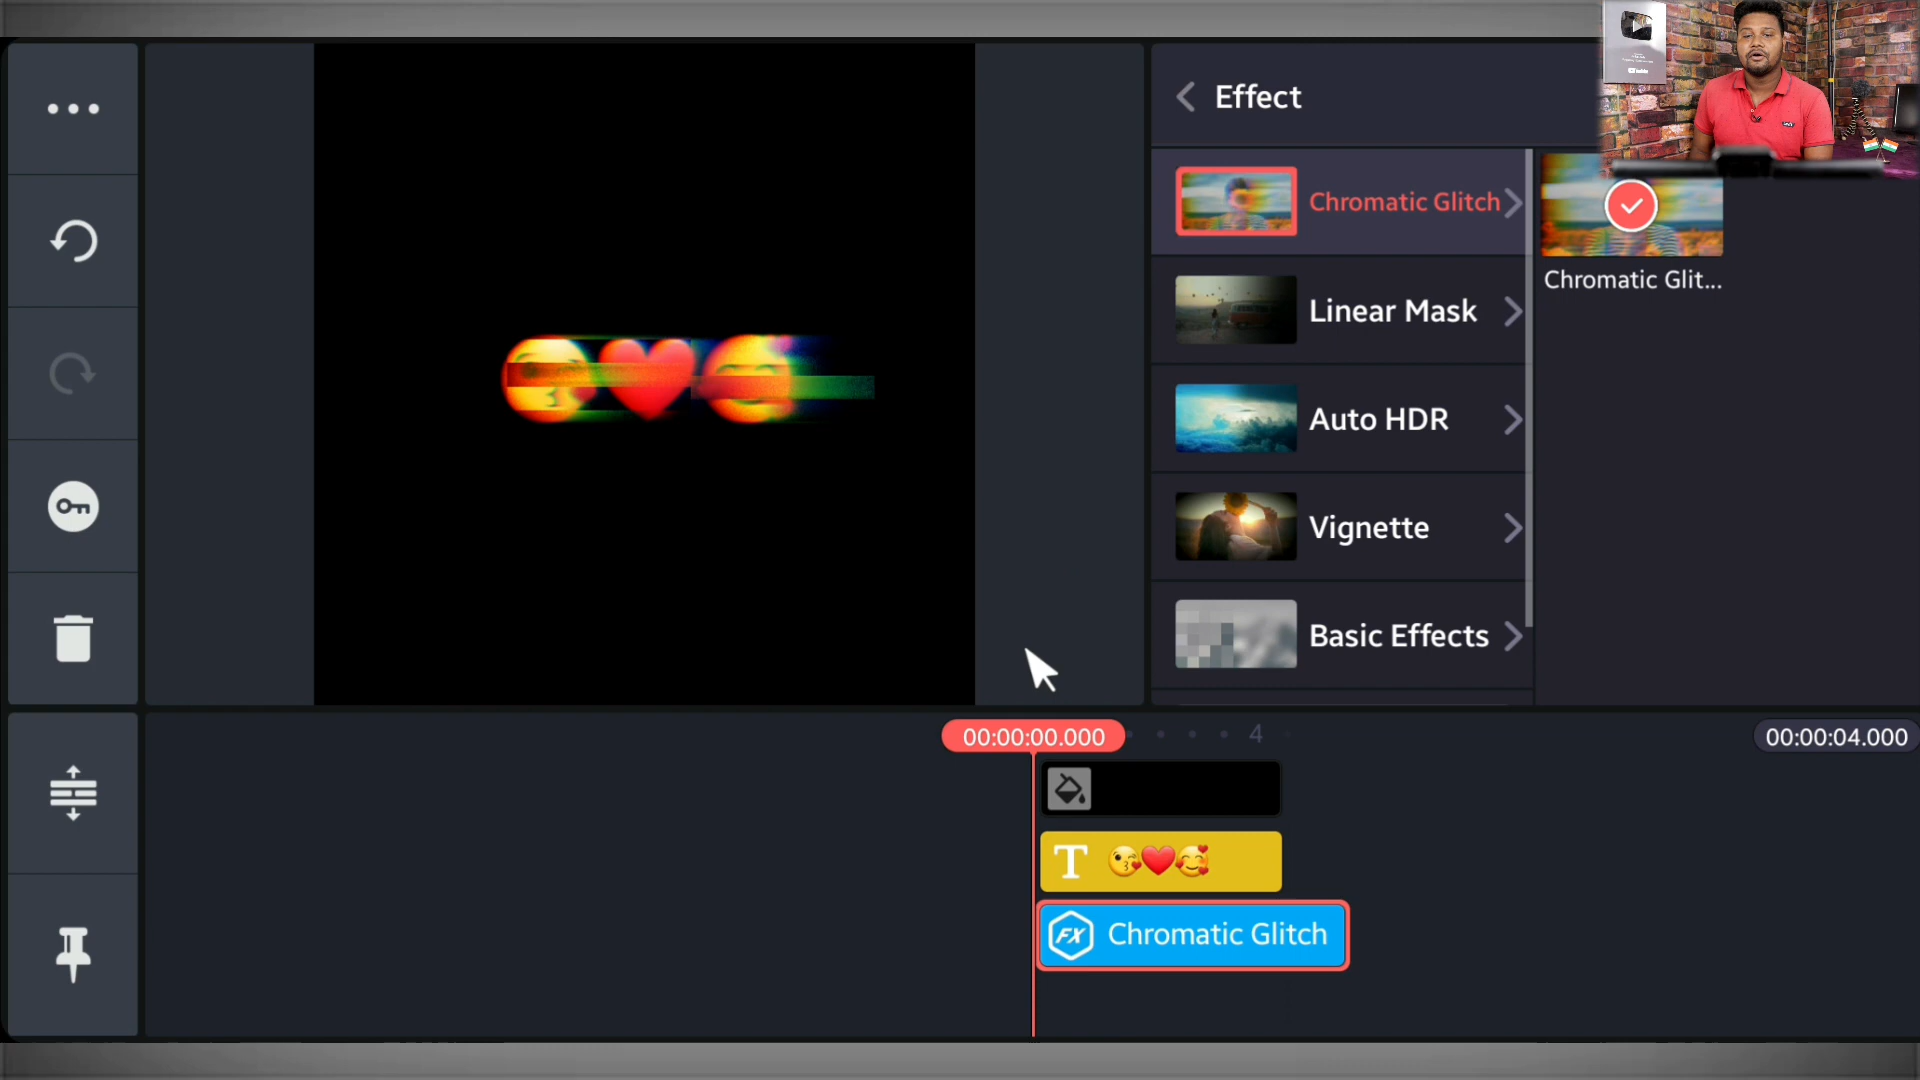 Effect
Chromatic Glitch
Chromatic Glit...
Linear Mask
Auto HDR
Vignette
Basic Effects
00:00:00.000
4
00:00:04.000
T 😘❤️🥰
FX Chromatic Glitch